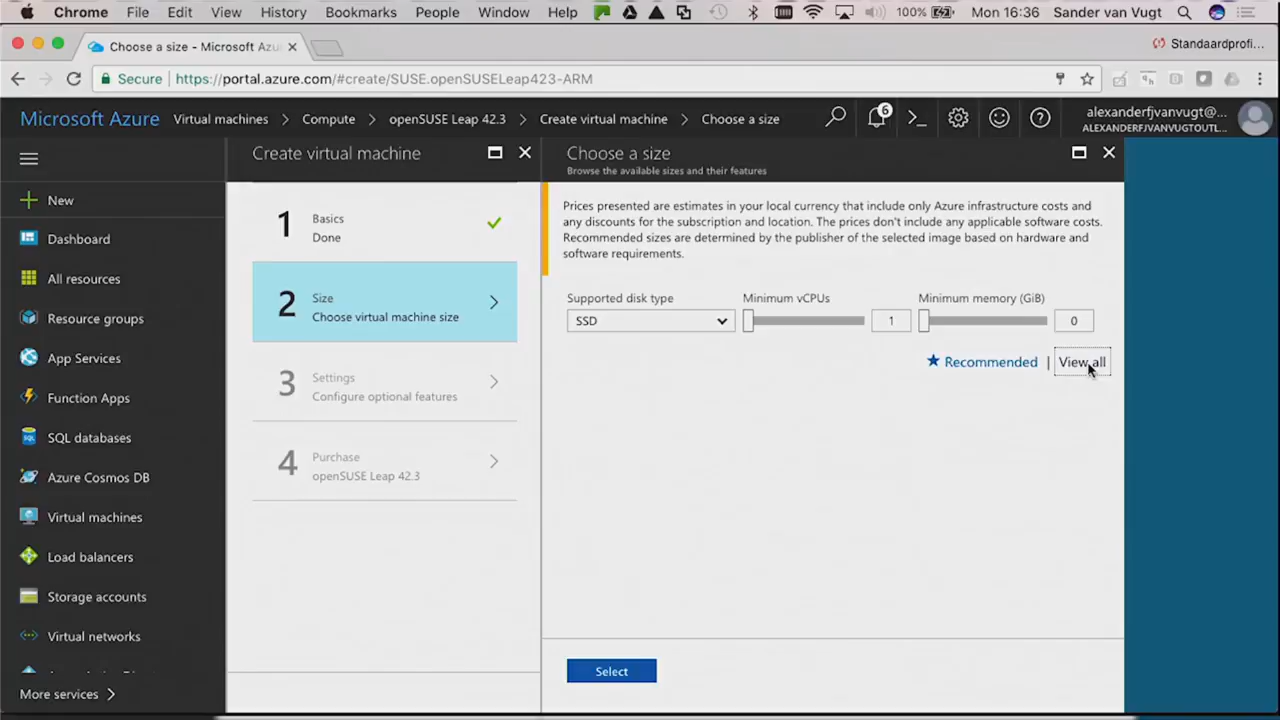 Chrome File Edit View History Bookmarks People Window Help 100% Mon 16:36 Sander van Vugt
Choose a size - Microsoft Azu
Standaardprofi...
Secure https://portal.azure.com/#create/SUSE.openSUSELeap423-ARM
Microsoft Azure Virtual machines > Compute > openSUSE Leap 42.3 > Create virtual machine > Choose a size
6
alexanderfjvanvugt@...
ALEXANDERFJVANVUGTOUTL...
New
Dashboard
All resources
Resource groups
App Services
Function Apps
SQL databases
Azure Cosmos DB
Virtual machines
Load balancers
Storage accounts
Virtual networks
More services >
Create virtual machine
1 Basics
Done
2 Size
Choose virtual machine size
3 Settings
Configure optional features
4 Purchase
openSUSE Leap 42.3
Choose a size
Browse the available sizes and their features
Prices presented are estimates in your local currency that include only Azure infrastructure costs and
any discounts for the subscription and location. The prices don't include any applicable software costs.
Recommended sizes are determined by the publisher of the selected image based on hardware and
software requirements.
Supported disk type Minimum vCPUs Minimum memory (GiB)
SSD 1 0
★ Recommended | View all
Select